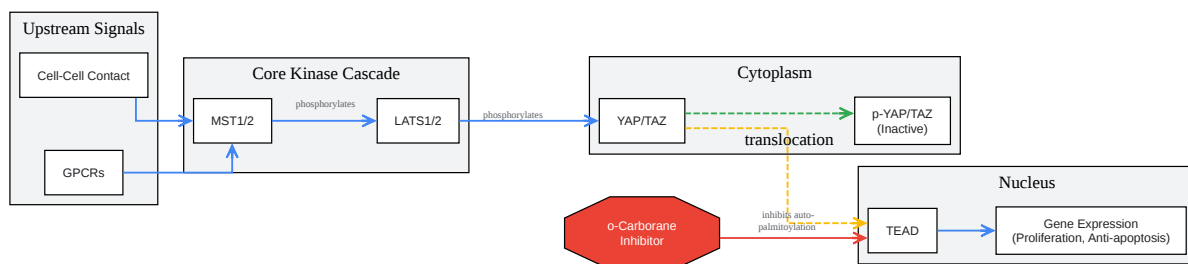 Upstream Signals
Cell-Cell Contact
GPCRs
Core Kinase Cascade
MST1/2
phosphorylates
LATS1/2
phosphorylates
Cytoplasm
YAP/TAZ
p-YAP/TAZ
(Inactive)
translocation
o-Carborane
Inhibitor
inhibits auto-
palmitoylation
Nucleus
TEAD
Gene Expression
(Proliferation, Anti-apoptosis)